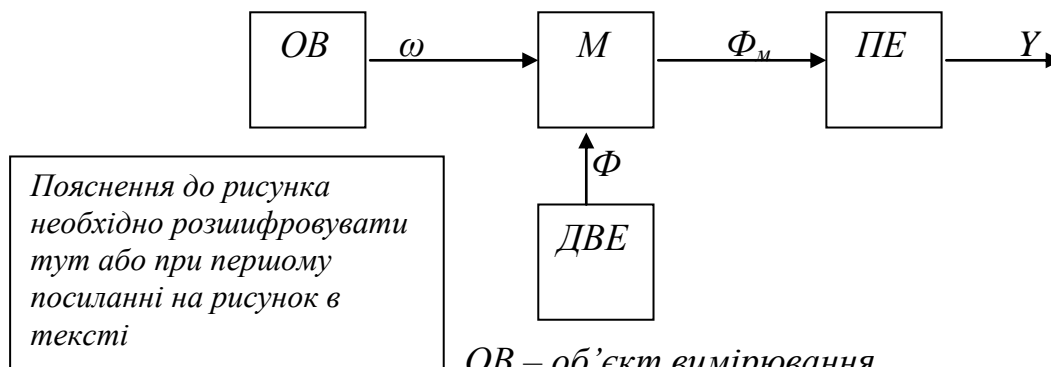 ОВ
ω
М
Φм
ПЕ
Y
Φ
ДВЕ
Пояснення до рисунка
необхідно розшифровувати
тут або при першому
посиланні на рисунок в
тексті
ОВ – об’єкт вимірювання